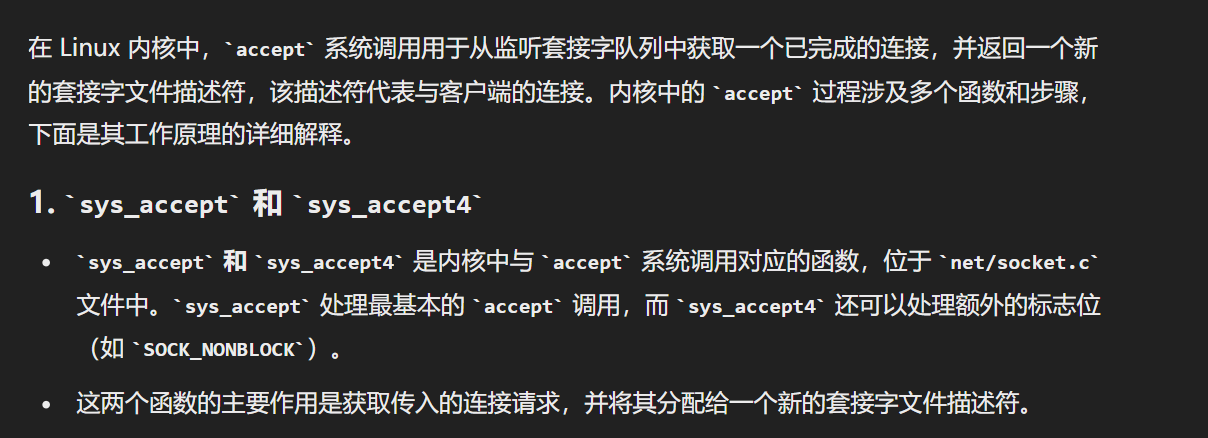 在 Linux 内核中，`accept` 系统调用用于从监听套接字队列中获取一个已完成的连接，并返回一个新
的套接字文件描述符，该描述符代表与客户端的连接。内核中的 `accept` 过程涉及多个函数和步骤，
下面是其工作原理的详细解释。
1. `sys_accept` 和 `sys_accept4`
• `sys_accept` 和 `sys_accept4` 是内核中与 `accept` 系统调用对应的函数，位于 `net/socket.c`
文件中。`sys_accept` 处理最基本的 `accept` 调用，而 `sys_accept4` 还可以处理额外的标志位
（如 `SOCK_NONBLOCK`）。
• 这两个函数的主要作用是获取传入的连接请求，并将其分配给一个新的套接字文件描述符。